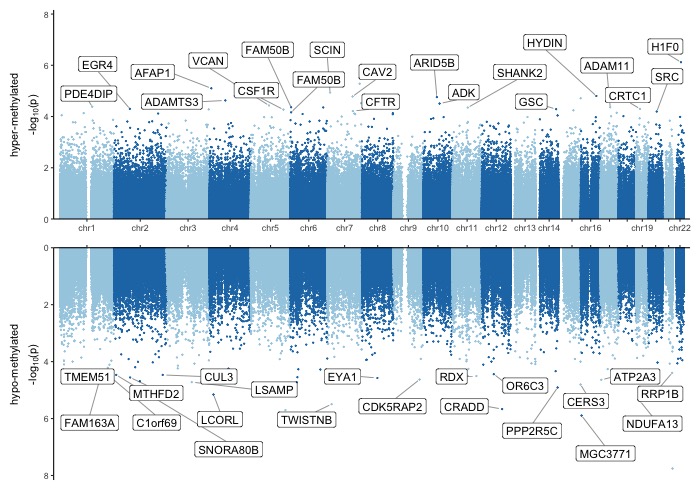 8
HYDIN
H1F0
FAM50B
SCIN
VCAN
EGR4
ARID5B
ADAM11
6
AFAP1
CAV2
SHANK2
SRC
FAM50B
CSF1R
PDE4DIP
ADK
CRTC1
ADAMTS3
CFTR
GSC
4
2
0
hyper-methylated
-log10(p)
chr1 chr2 chr3 chr4 chr5 chr6 chr7 chr8 chr9 chr10 chr11 chr12 chr13 chr14 chr16 chr19 chr22
0
2
4
hypo-methylated
-log10(p)
TMEM51
CUL3
EYA1
RDX
ATP2A3
OR6C3
LSAMP
MTHFD2
RRP1B
CERS3
CDK5RAP2
CRADD
6
LCORL
TWISTNB
FAM163A
C1orf69
NDUFA13
PPP2R5C
SNORA80B
MGC3771
8